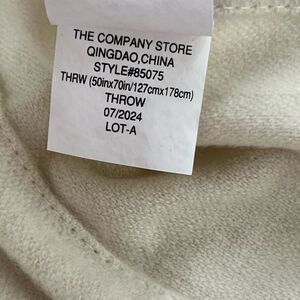 THE COMPANY STORE
QINGDAO,CHINA
STYLE#85075
THRW (50inx70in/127cmx178cm)
THROW
07/2024
LOT-A